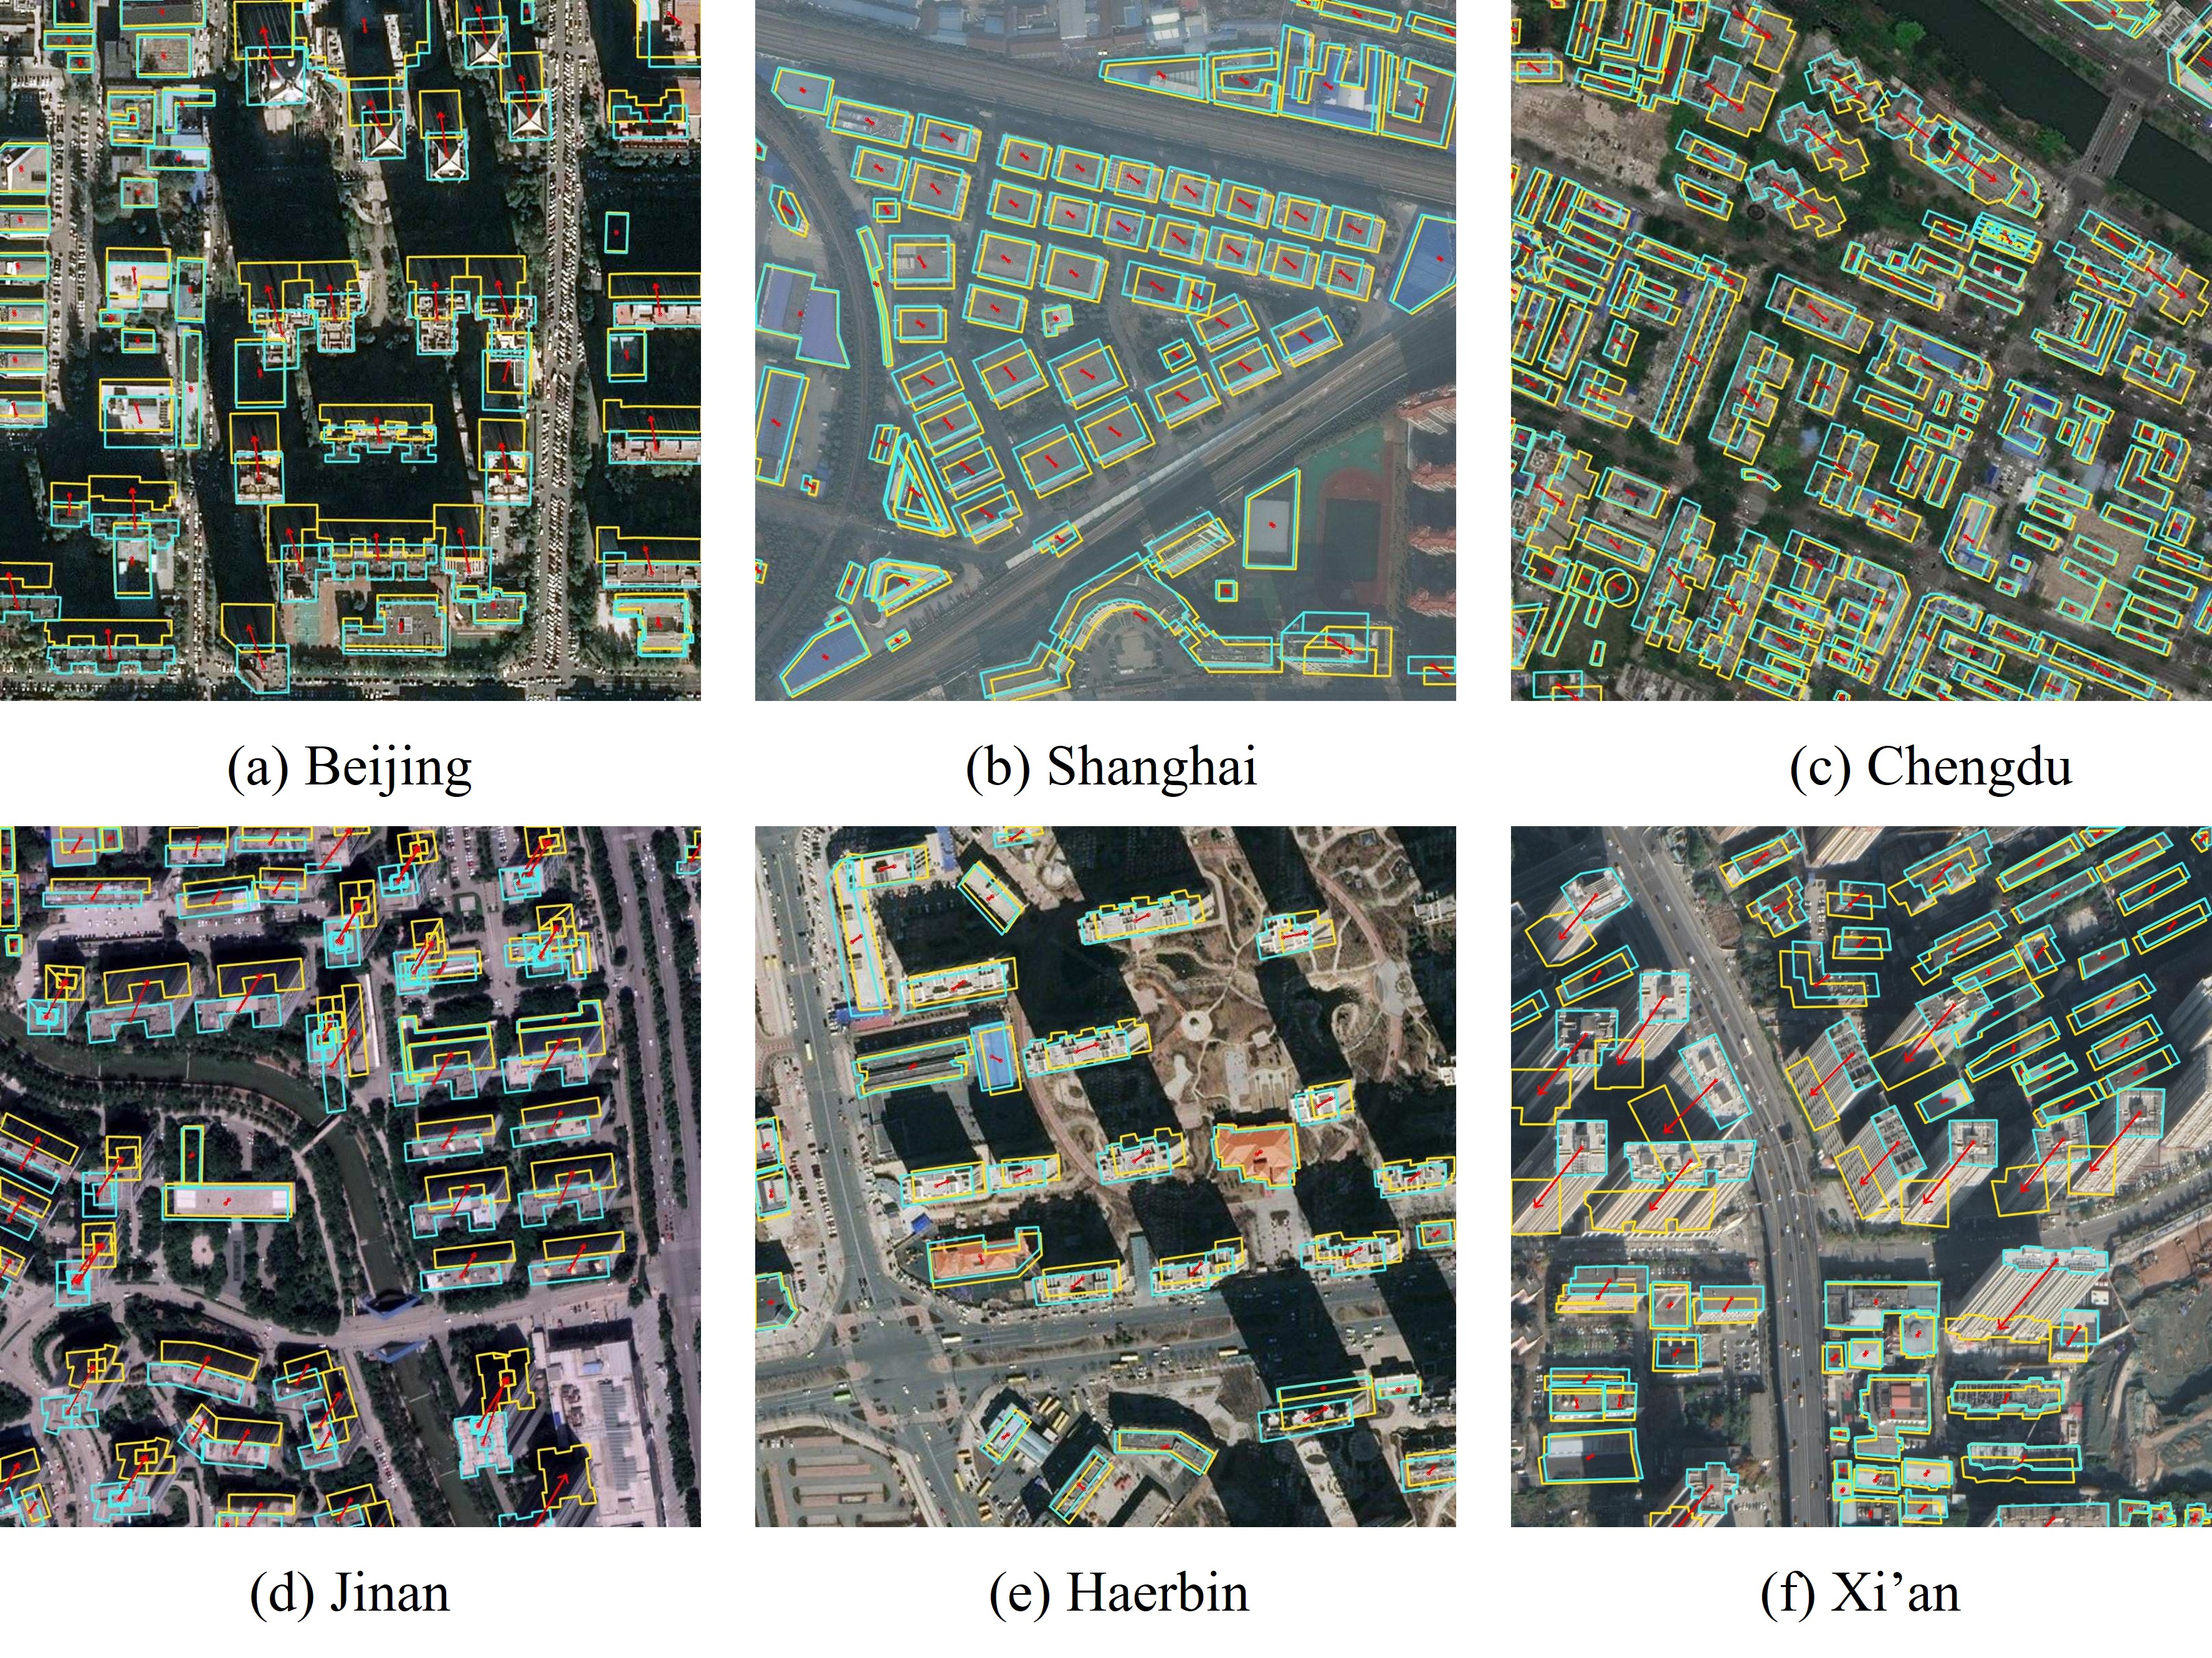 (a) Beijing
(b) Shanghai
(c) Chengdu
(d) Jinan
(e) Haerbin
(f) Xi’an